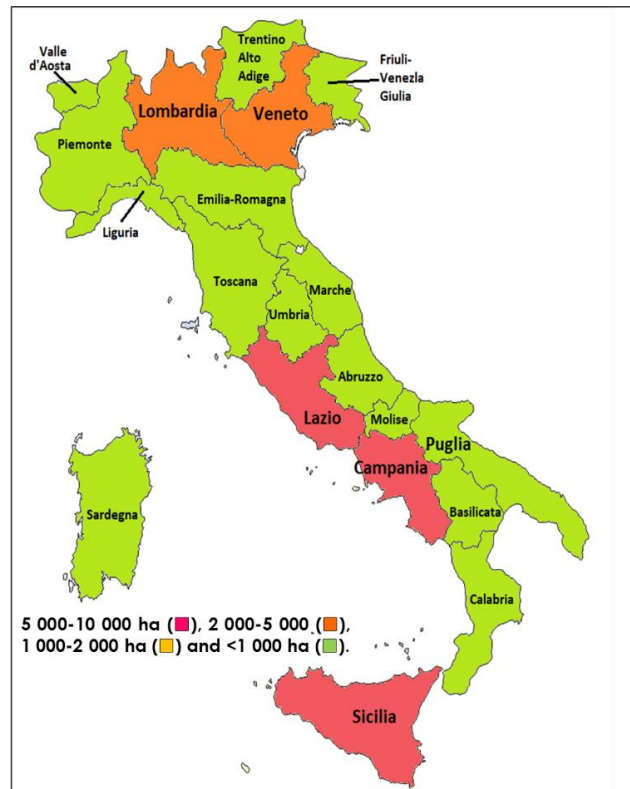 Valle
d'Aosta
Trentino
Alto
Adige
Friuli-
Venezla
Giulia
Lombardia
Veneto
Piemonte
Emilia-Romagna
Liguria
Toscana
Marche
Umbria
Abruzzo
Lazio
Molise
Puglia
Campania
Basilicata
Sardegna
Calabria
5 000-10 000 ha (■), 2 000-5 000 (■),
1 000-2 000 ha (■) and <1 000 ha (■).
Sicilia